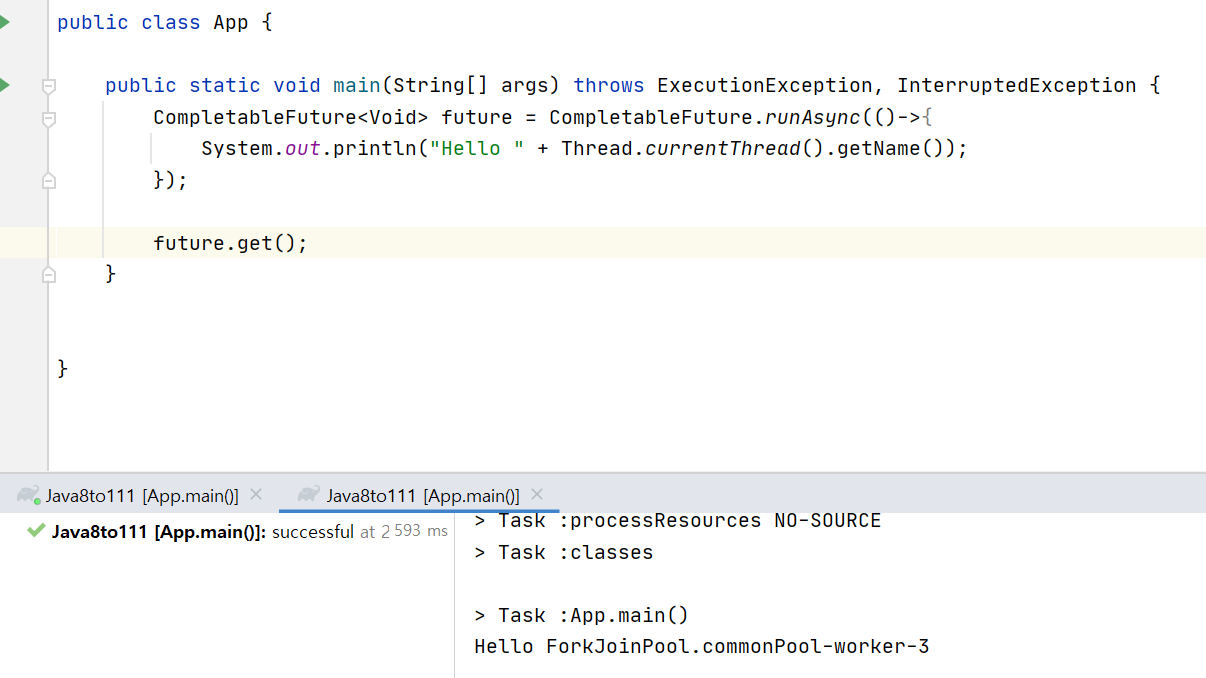 public class App {
public static void main(String[] args) throws ExecutionException, InterruptedException {
CompletableFuture<Void> future = CompletableFuture.runAsync(()->{
System.out.println("Hello " + Thread.currentThread().getName());
});
future.get();
}
}
Java8to111 [App.main()] Java8to111 [App.main()]
Java8to111 [App.main()]: successful at 2 593 ms
> Task :processResources NO-SOURCE
> Task :classes
> Task :App.main()
Hello ForkJoinPool.commonPool-worker-3